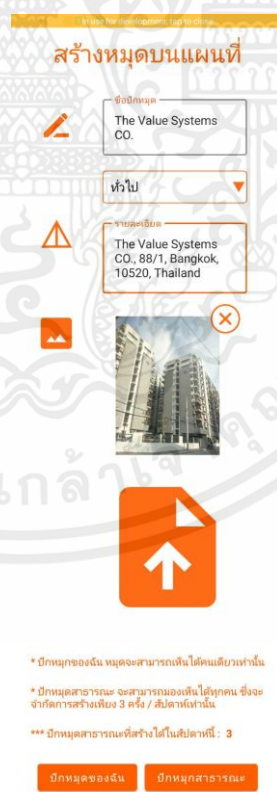 In use for development, tap to close.
สร้างหมุดบนแผนที่
ชื่อปักหมุด
The Value Systems
CO.
ทั่วไป
รายละเอียด
The Value Systems
CO., 88/1, Bangkok,
10520, Thailand
* ปักหมุกของฉัน หมุดจะสามารถเห็นได้คนเดียวเท่านั้น
* ปักหมุดสาธารณะ จะสามารถมองเห็นได้ทุกคน ซึ่งจะ
จำกัดการสร้างเพียง 3 ครั้ง / สัปดาห์เท่านั้น
*** ปักหมุดสาธารณะที่สร้างได้ในสัปดาห์นี้ : 3
ปักหมุดของฉัน
ปักหมุกสาธารณะ